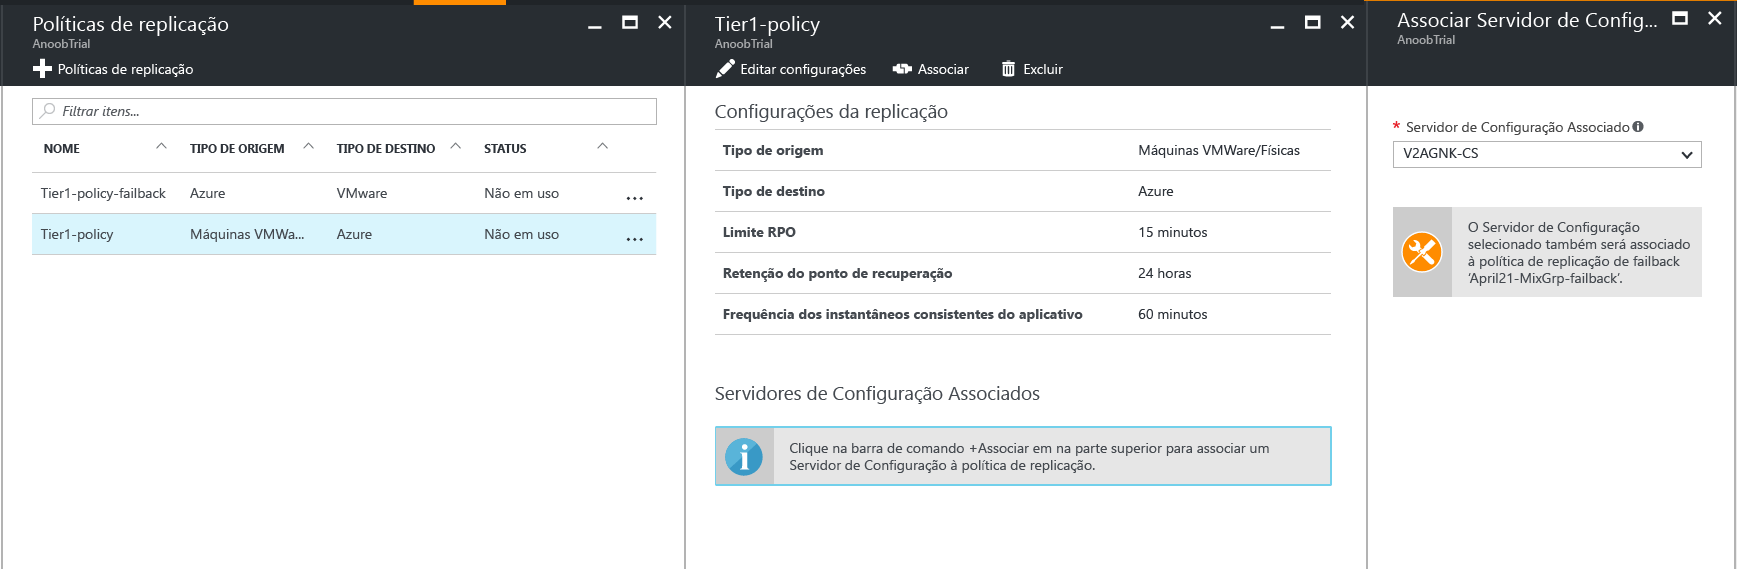 Políticas de replicação
AnoobTrial
Políticas de replicação
Filtrar itens...
NOME TIPO DE ORIGEM TIPO DE DESTINO STATUS
Tier1-policy-failback Azure VMware Não em uso ...
Tier1-policy Máquinas VMWa... Azure Não em uso ...
Tier1-policy
AnoobTrial
Editar configurações Associar Excluir
Configurações da replicação
Tipo de origem Máquinas VMWare/Físicas
Tipo de destino Azure
Limite RPO 15 minutos
Retenção do ponto de recuperação 24 horas
Frequência dos instantâneos consistentes do aplicativo 60 minutos
Servidores de Configuração Associados
Clique na barra de comando +Associar em na parte superior para associar um
Servidor de Configuração à política de replicação.
Associar Servidor de Config...
AnoobTrial
* Servidor de Configuração Associado
V2AGNK-CS
O Servidor de Configuração
selecionado também será associado
à política de replicação de failback
‘April21-MixGrp-failback’.